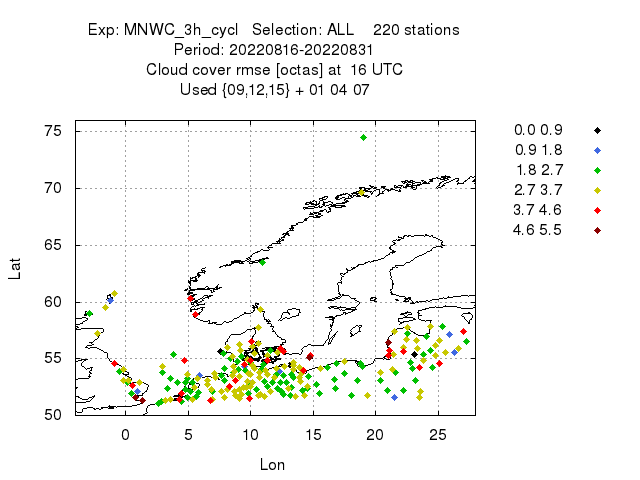 Exp: MNWC_3h_cycl Selection: ALL 220 stations
Period: 20220816-20220831
Cloud cover rmse [octas] at 16 UTC
Used {09,12,15} + 01 04 07
75
70
65
60
55
50
0 5 10 15 20 25
Lat
Lon
0.0 0.9
0.9 1.8
1.8 2.7
2.7 3.7
3.7 4.6
4.6 5.5